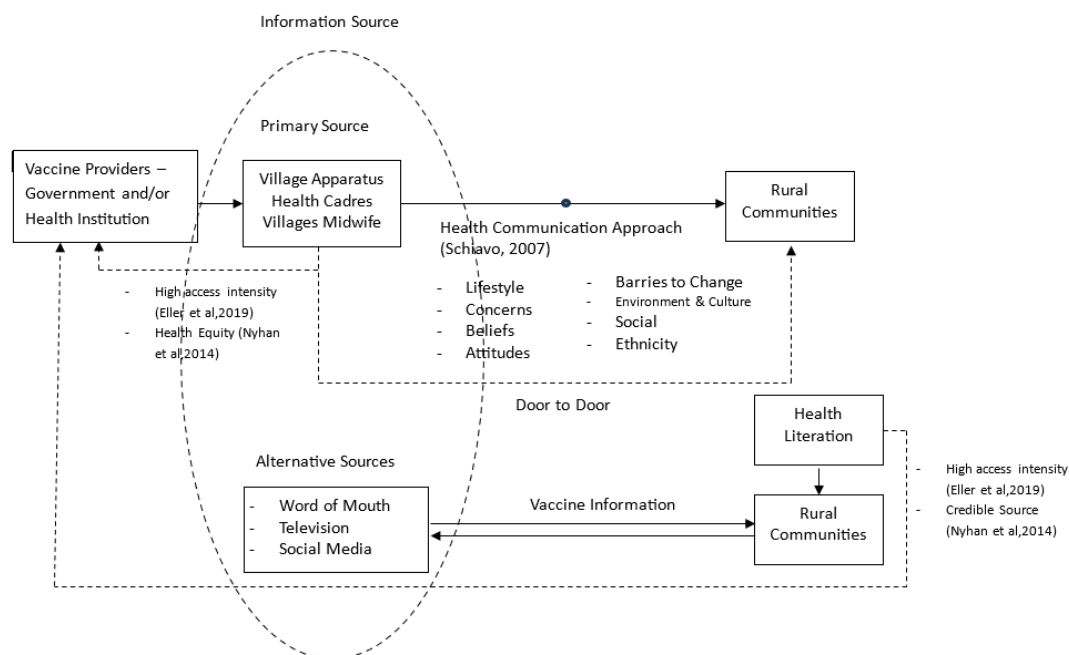 Information Source
Primary Source
Vaccine Providers –
Government and/or
Health Institution
Village Apparatus
Health Cadres
Villages Midwife
Rural
Communities
Health Communication Approach
(Schiavo, 2007)
- Lifestyle
- Concerns
- Beliefs
- Attitudes
- Barries to Change
- Environment & Culture
- Social
- Ethnicity
- High access intensity
(Eller et al,2019)
- Health Equity (Nyhan
et al,2014)
Door to Door
Health
Literation
Alternative Sources
- Word of Mouth
- Television
- Social Media
Vaccine Information
Rural
Communities
- High access intensity
(Eller et al,2019)
- Credible Source
(Nyhan et al,2014)